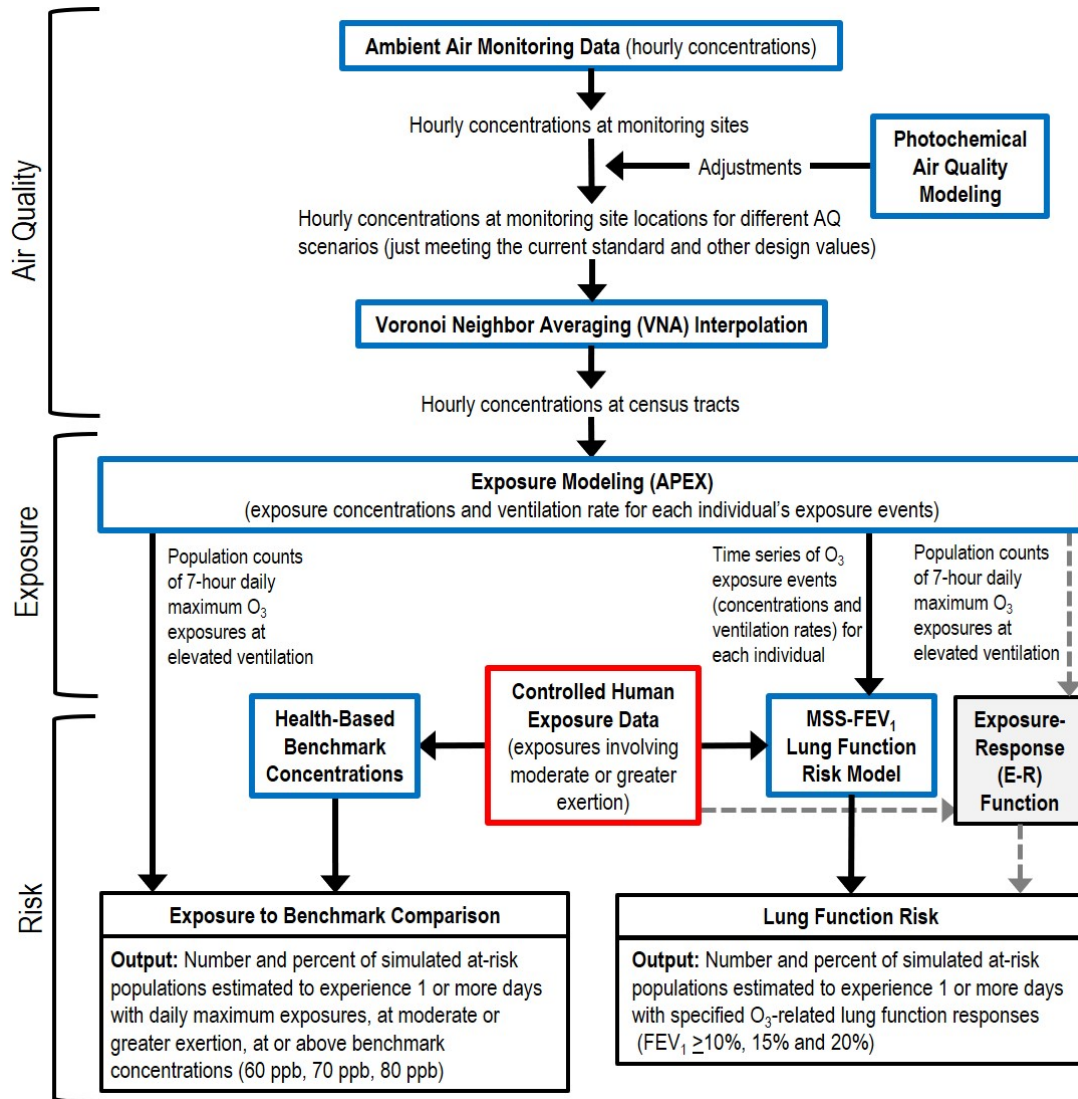 Ambient Air Monitoring Data (hourly concentrations)
Hourly concentrations at monitoring sites
Photochemical
Air Quality
Modeling
Adjustments
Hourly concentrations at monitoring site locations for different AQ
scenarios (just meeting the current standard and other design values)
Voronoi Neighbor Averaging (VNA) Interpolation
Hourly concentrations at census tracts
Air Quality
Exposure Modeling (APEX)
(exposure concentrations and ventilation rate for each individual's exposure events)
Population counts
of 7-hour daily
maximum O₃
exposures at
elevated ventilation
Time series of O₃
exposure events
(concentrations and
ventilation rates) for
each individual
Population counts
of 7-hour daily
maximum O₃
exposures at
elevated ventilation
Exposure
Health-Based
Benchmark
Concentrations
Controlled Human
Exposure Data
(exposures involving
moderate or greater
exertion)
MSS-FEV₁
Lung Function
Risk Model
Exposure-
Response
(E-R)
Function
Risk
Exposure to Benchmark Comparison
Output: Number and percent of simulated at-risk
populations estimated to experience 1 or more days
with daily maximum exposures, at moderate or
greater exertion, at or above benchmark
concentrations (60 ppb, 70 ppb, 80 ppb)
Lung Function Risk
Output: Number and percent of simulated at-risk
populations estimated to experience 1 or more days
with specified O₃-related lung function responses
(FEV₁ ≥10%, 15% and 20%)